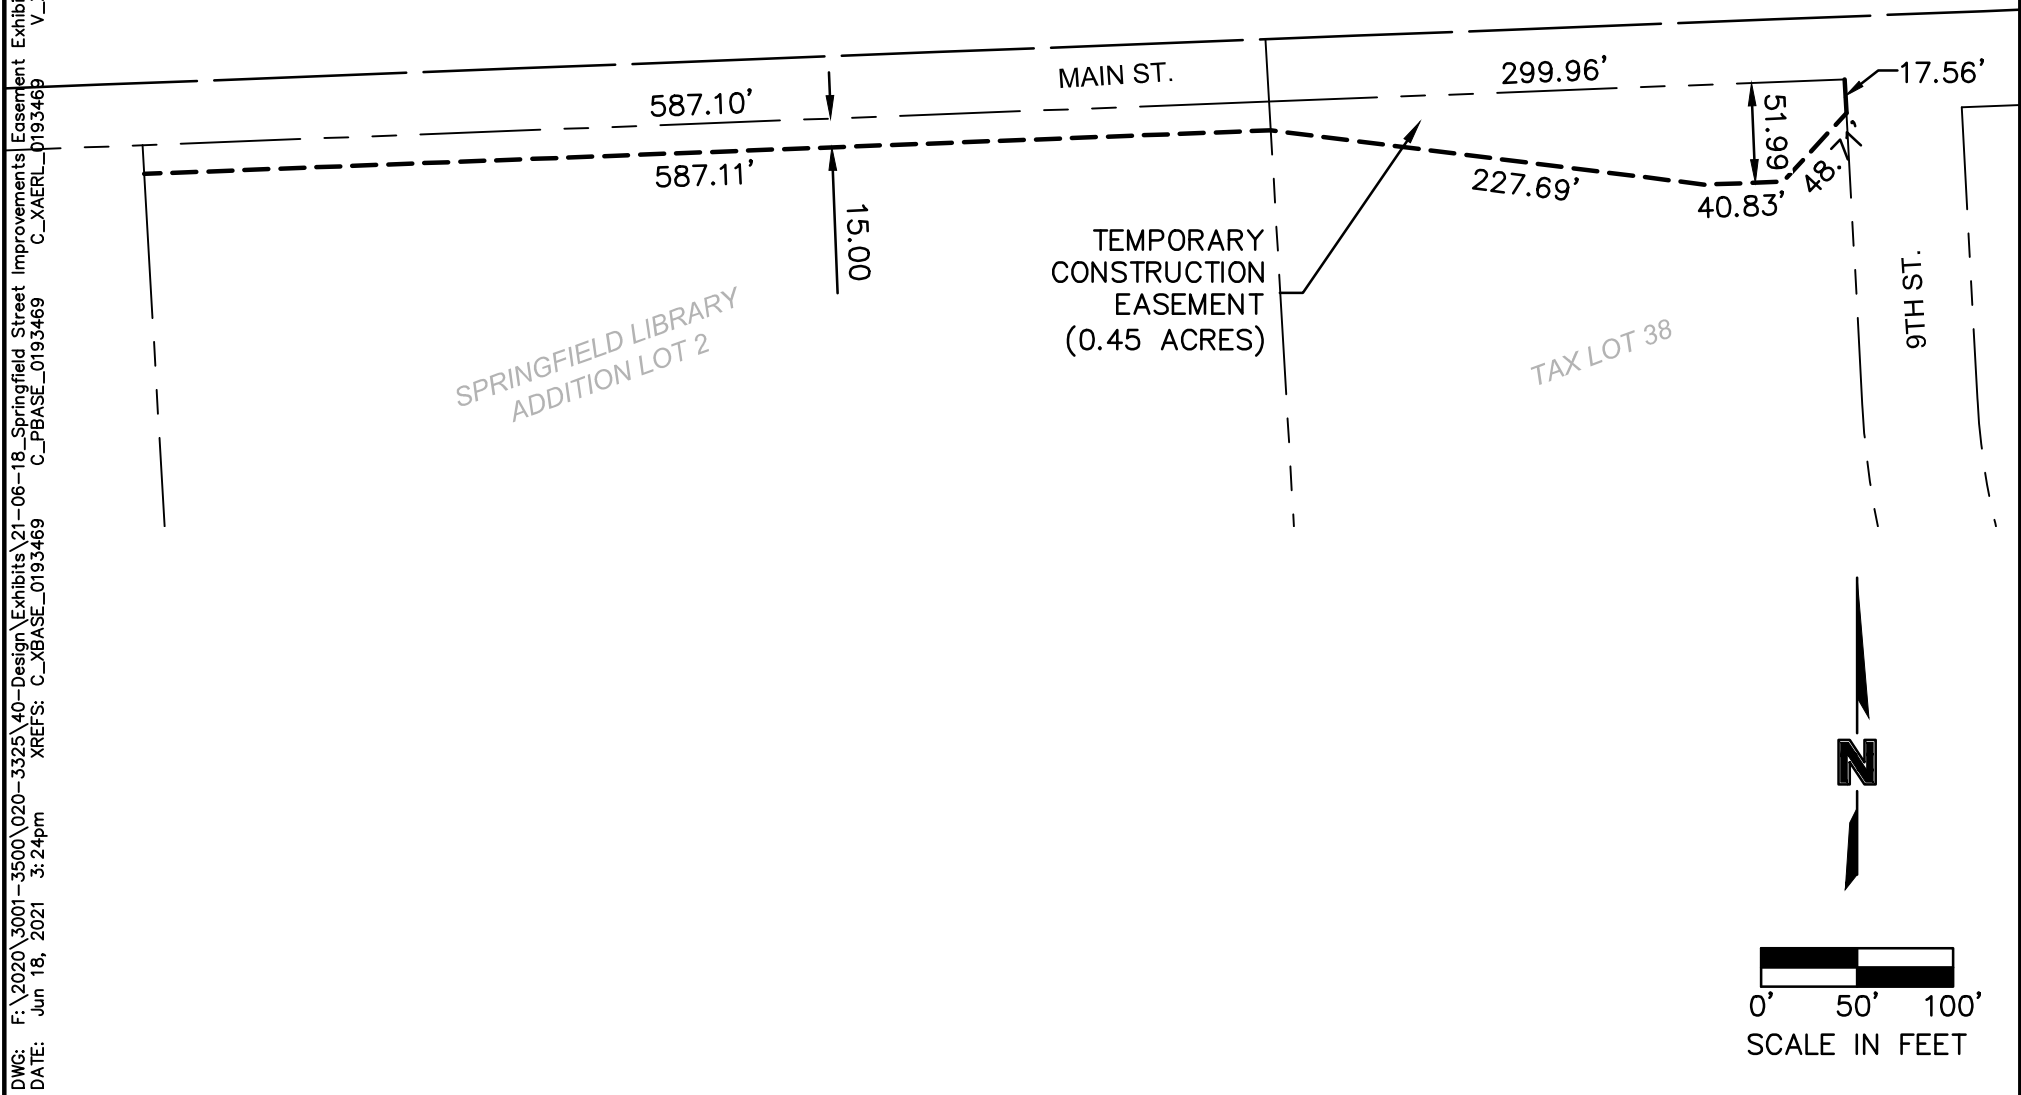 MAIN ST.
299.96'
17.56'
587.10'
51.99
48.77'
587.11'
227.69'
40.83'
15.00
TEMPORARY
CONSTRUCTION
EASEMENT
(0.45 ACRES)
9TH ST.
SPRINGFIELD LIBRARY
ADDITION LOT 2
TAX LOT 38
N
0' 50' 100'
SCALE IN FEET
DWG: F:\2020\3001-3500\020-3325\40-Design\Exhibits\21-06-18_Springfield Street Improvements Easement Exhibi
DATE: Jun 18, 2021 3:24pm XREFS: C_XBASE_0193469 C_PBASE_0193469 C_XAERL_0193469 V_